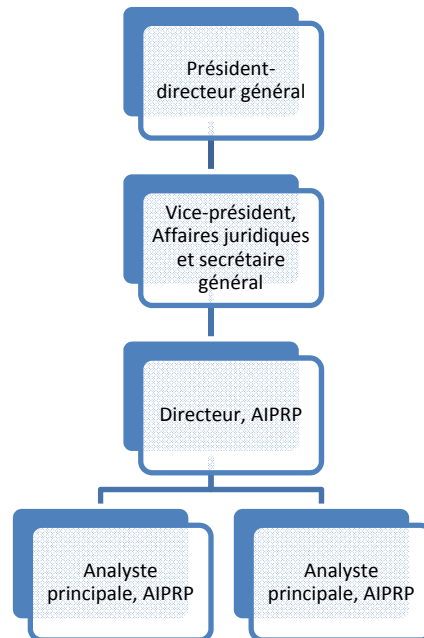 Président-
directeur général
Vice-président,
Affaires juridiques
et secrétaire
général
Directeur, AIPRP
Analyste
principale, AIPRP
Analyste
principale, AIPRP